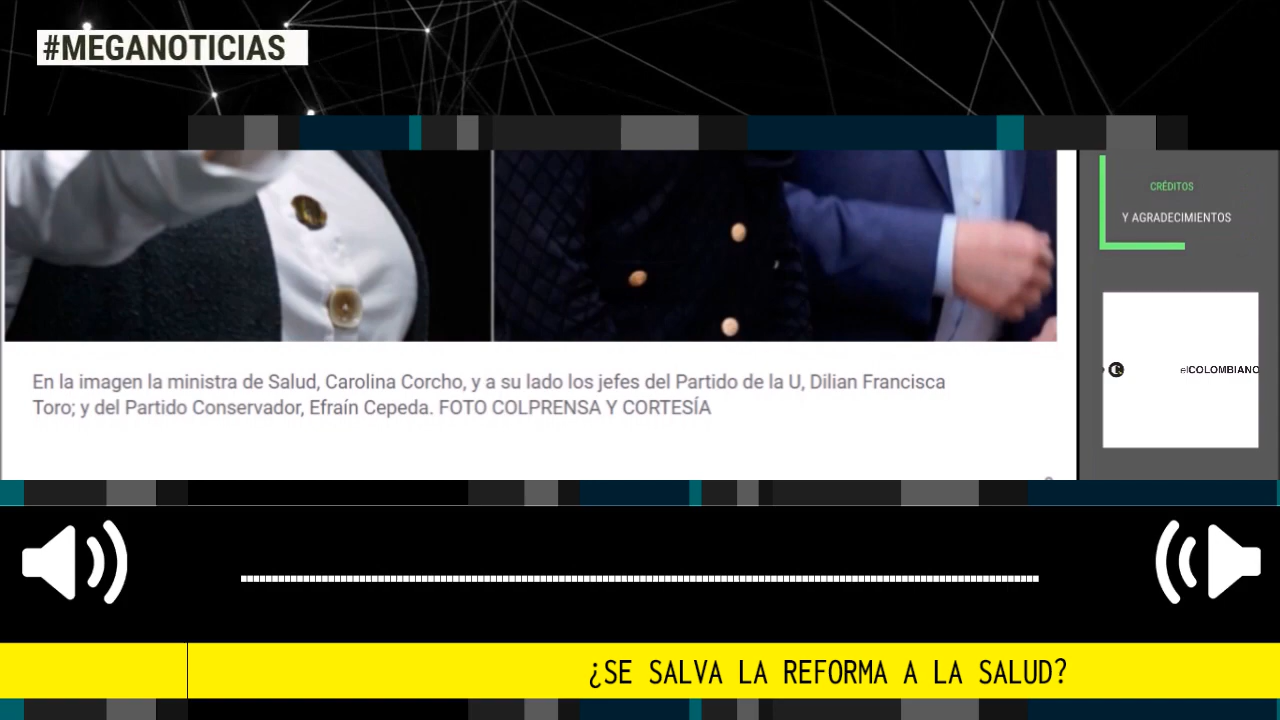 #MEGANOTICIAS
CRÉDITOS
Y AGRADECIMIENTOS
elCOLOMBIANO
En la imagen la ministra de Salud, Carolina Corcho, y a su lado los jefes del Partido de la U, Dilian Francisca
Toro; y del Partido Conservador, Efraín Cepeda. FOTO COLPRENSA Y CORTESÍA
¿SE SALVA LA REFORMA A LA SALUD?